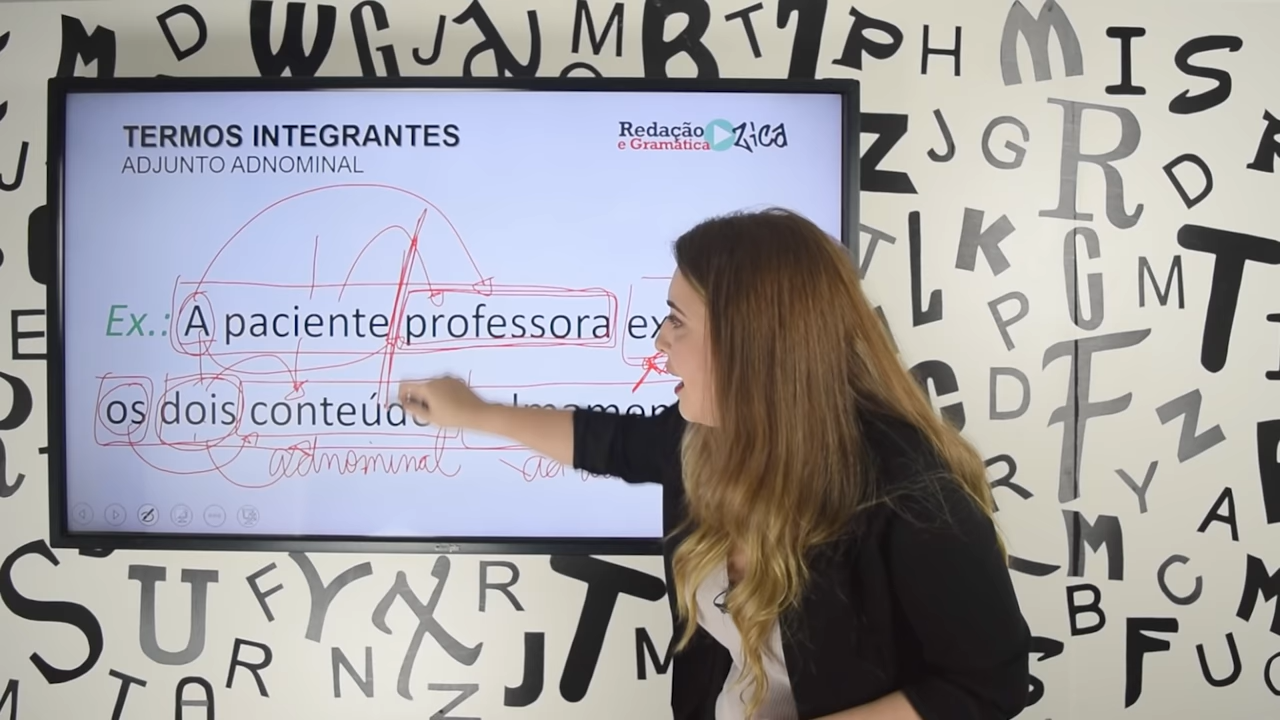 TERMOS INTEGRANTES
ADJUNTO ADNOMINAL
Redação
e Gramática Zica
Ex.: A paciente professora
os dois
adnominal